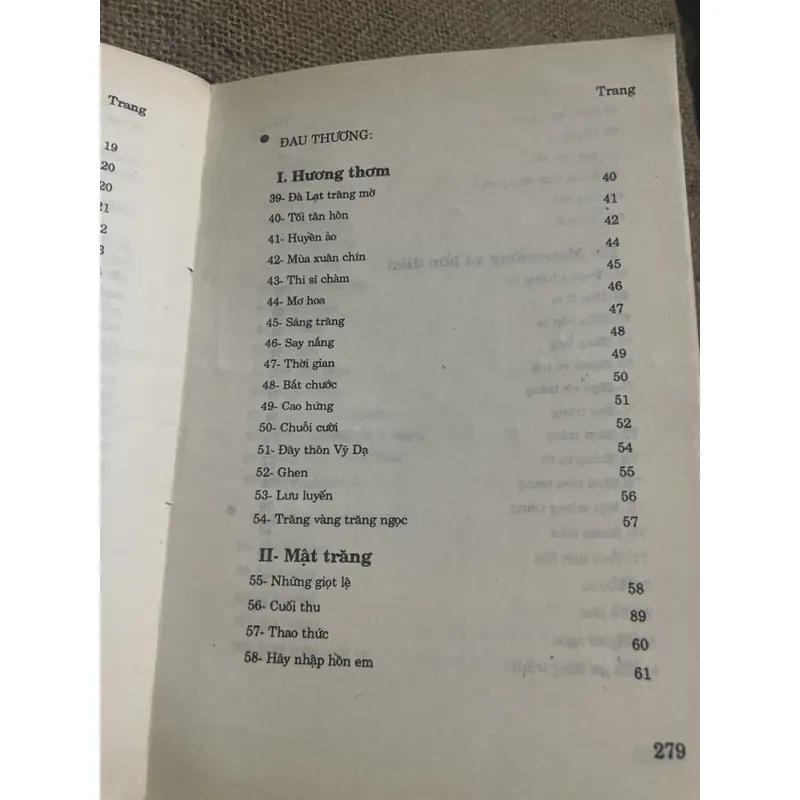 Trang
19
20
20
21
2
3
Trang
• ĐAU THƯƠNG:
I. Hương thơm
39- Đà Lạt trăng mờ 40
40- Tối tân hôn 41
41- Huyền ảo 42
42- Mùa xuân chín 44
43- Thi sĩ chàm 45
44- Mơ hoa 46
45- Sáng trăng 47
46- Say nắng 48
47- Thời gian 49
48- Bắt chước 50
49- Cao hứng 51
50- Chuỗi cười 52
51- Đây thôn Vỹ Dạ 54
52- Ghen 55
53- Lưu luyến 56
54- Trăng vàng trăng ngọc 57
II- Mật trăng
55- Những giọt lệ 58
56- Cuối thu 89
57- Thao thức 60
58- Hãy nhập hồn em 61
279